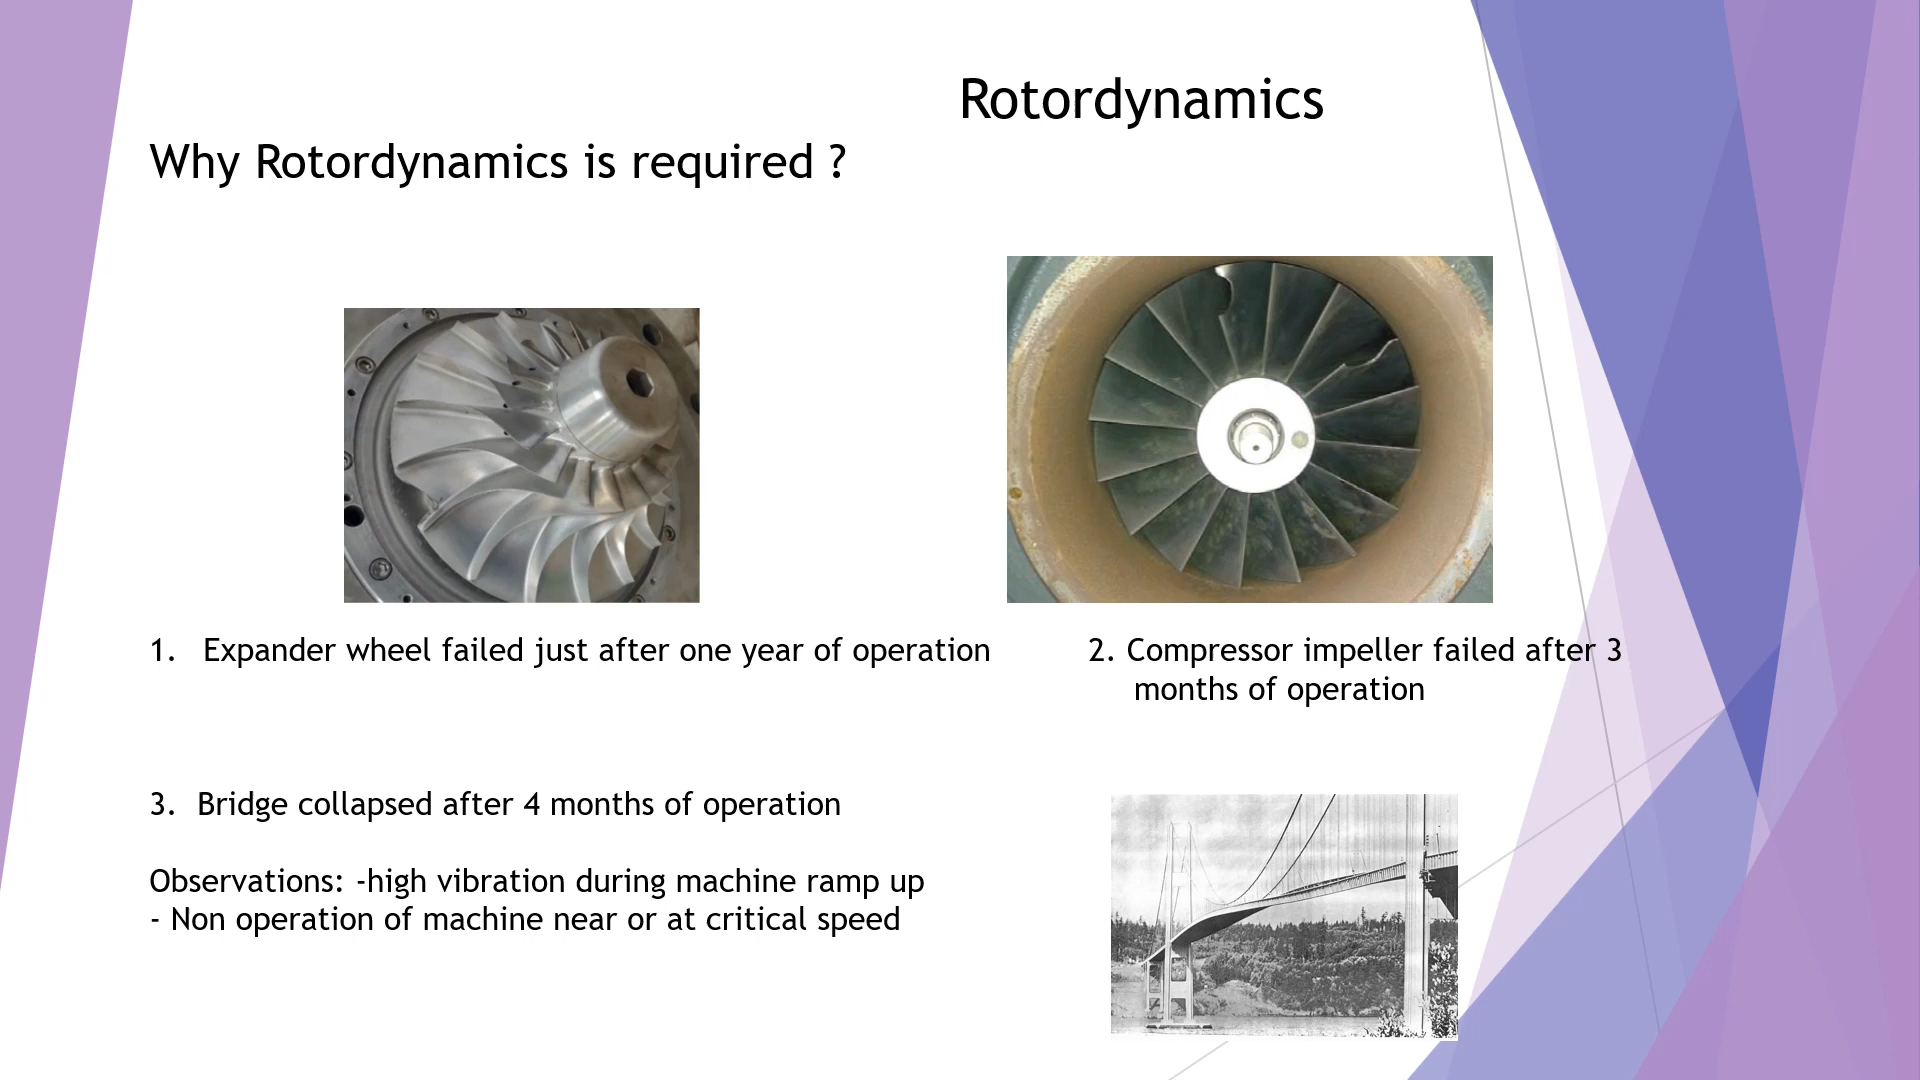 Rotordynamics
Why Rotordynamics is required ?
1. Expander wheel failed just after one year of operation
2. Compressor impeller failed after 3
months of operation
3. Bridge collapsed after 4 months of operation
Observations: -high vibration during machine ramp up
- Non operation of machine near or at critical speed